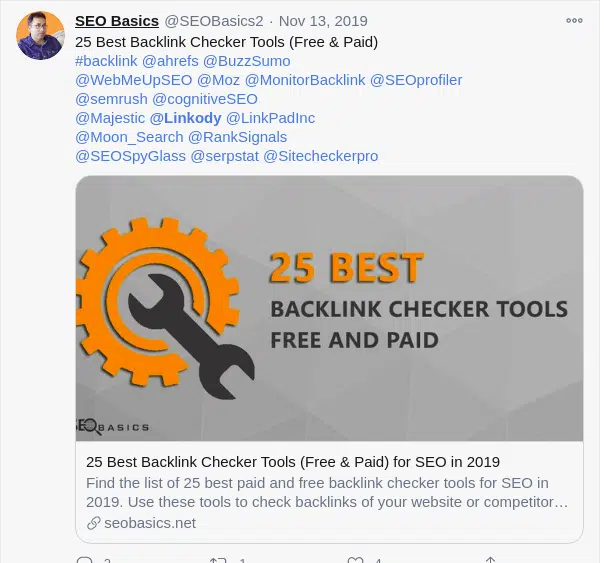 SEO Basics @SEOBasics2 · Nov 13, 2019
25 Best Backlink Checker Tools (Free & Paid)
#backlink @ahrefs @BuzzSumo
@WebMeUpSEO @Moz @MonitorBacklink @SEOprofiler
@semrush @cognitiveSEO
@Majestic @Linkody @LinkPadInc
@Moon_Search @RankSignals
@SEOSpyGlass @serpstat @Sitecheckerpro
25 BEST
BACKLINK CHECKER TOOLS
FREE AND PAID
SEO BASICS
25 Best Backlink Checker Tools (Free & Paid) for SEO in 2019
Find the list of 25 best paid and free backlink checker tools for SEO in
2019. Use these tools to check backlinks of your website or competitor…
seobasics.net